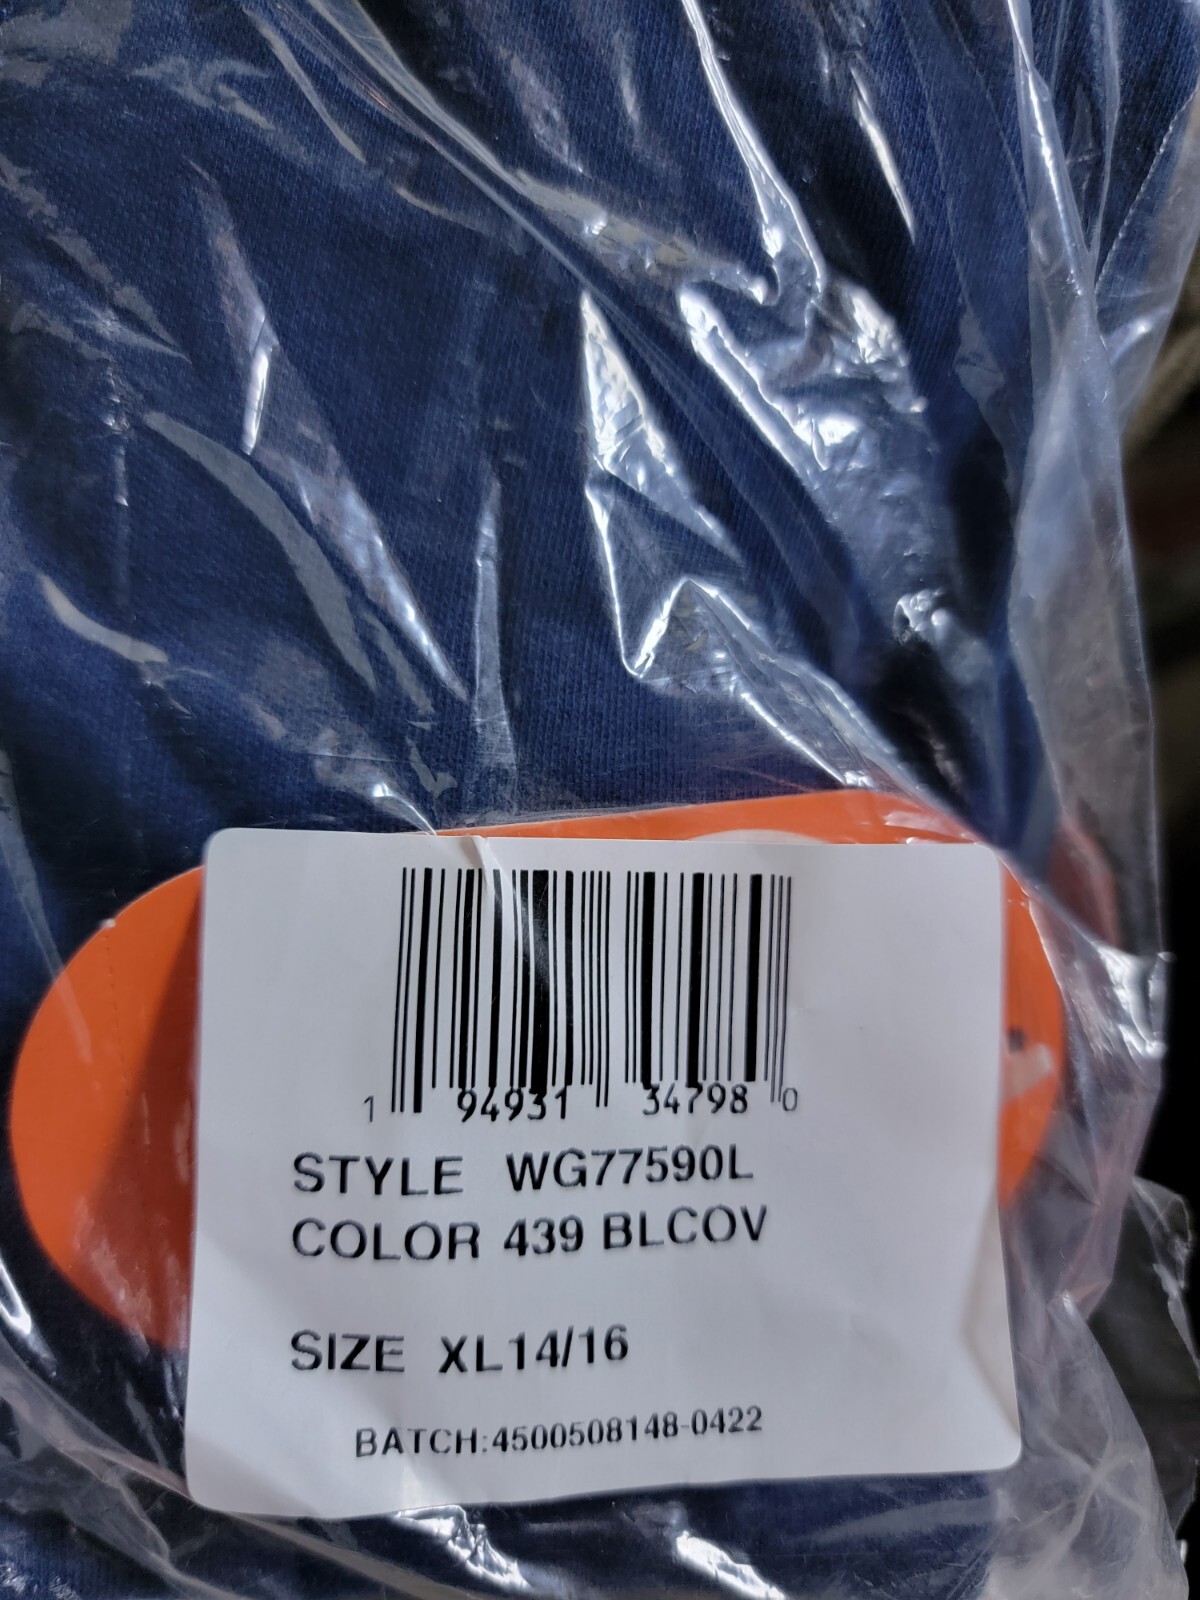 1 94931 34798 0
STYLE WG77590L
COLOR 439 BLCOV
SIZE XL14/16
BATCH:4500508148-0422